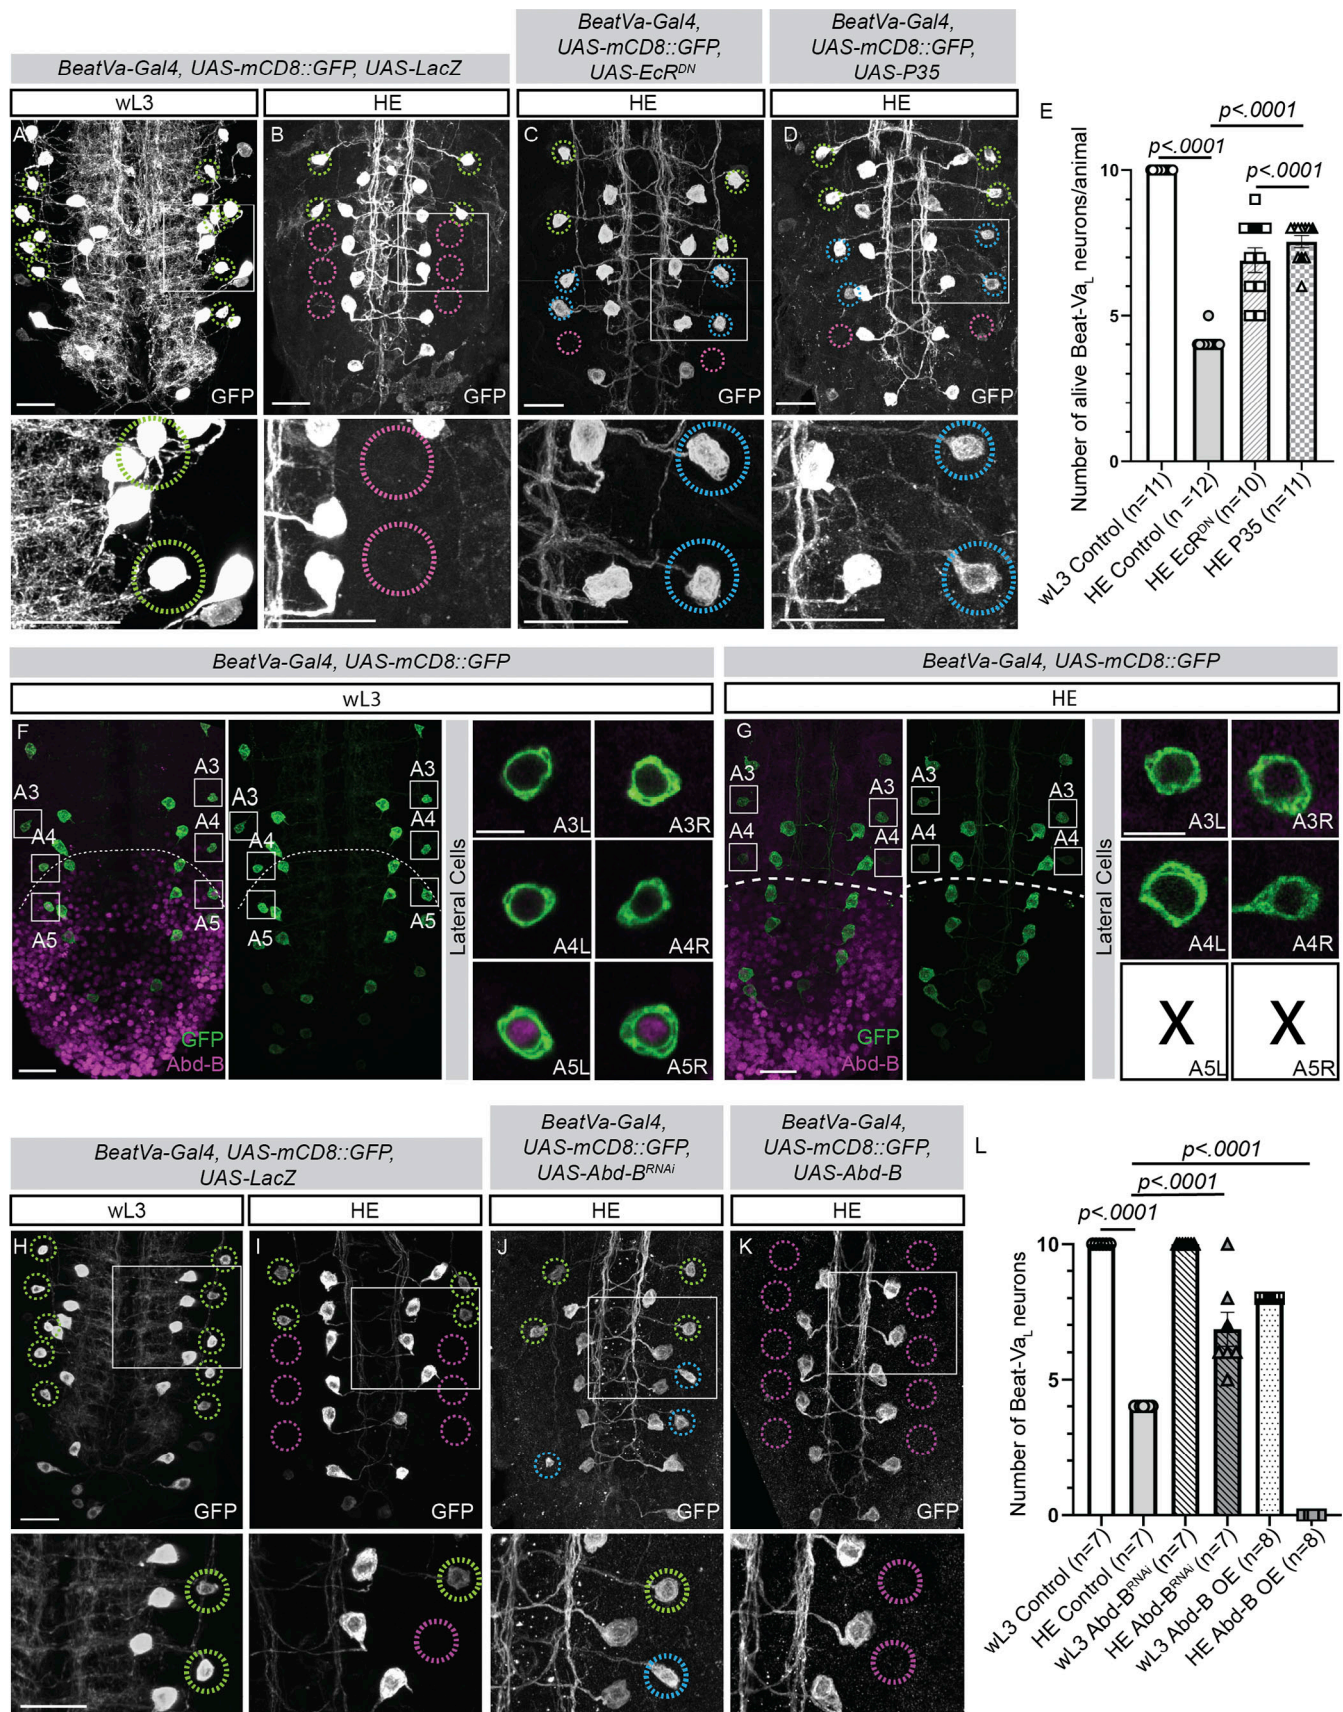 BeatVa-Gal4, UAS-mCD8::GFP, UAS-LacZ
BeatVa-Gal4,
UAS-mCD8::GFP,
UAS-EcR^DN
BeatVa-Gal4,
UAS-mCD8::GFP,
UAS-P35
wL3
HE
HE
HE
A
GFP
B
GFP
C
GFP
D
GFP
E
p<.0001
p<.0001
p<.0001
10
5
0
Number of alive Beat-Va_L neurons/animal
wL3 Control (n=11)
HE Control (n =12)
HE EcR^DN (n=10)
HE P35 (n=11)
BeatVa-Gal4, UAS-mCD8::GFP
wL3
F
A3
A3
A4
A4
A5
A5
GFP
Abd-B
A3
A3
A4
A4
A5
A5
Lateral Cells
A3L
A3R
A4L
A4R
A5L
A5R
BeatVa-Gal4, UAS-mCD8::GFP
HE
G
A3
A3
A4
A4
GFP
Abd-B
A3
A3
A4
A4
Lateral Cells
A3L
A3R
A4L
A4R
X
A5L
X
A5R
BeatVa-Gal4, UAS-mCD8::GFP,
UAS-LacZ
BeatVa-Gal4,
UAS-mCD8::GFP,
UAS-Abd-B^RNAi
BeatVa-Gal4,
UAS-mCD8::GFP,
UAS-Abd-B
wL3
HE
HE
HE
H
GFP
I
GFP
J
GFP
K
GFP
L
p<.0001
p<.0001
p<.0001
10
5
0
Number of Beat-Va_L neurons
wL3 Control (n=7)
HE Control (n=7)
wL3 Abd-B^RNAi (n=7)
HE Abd-B^RNAi (n=7)
wL3 Abd-B OE (n=8)
HE Abd-B OE (n=8)